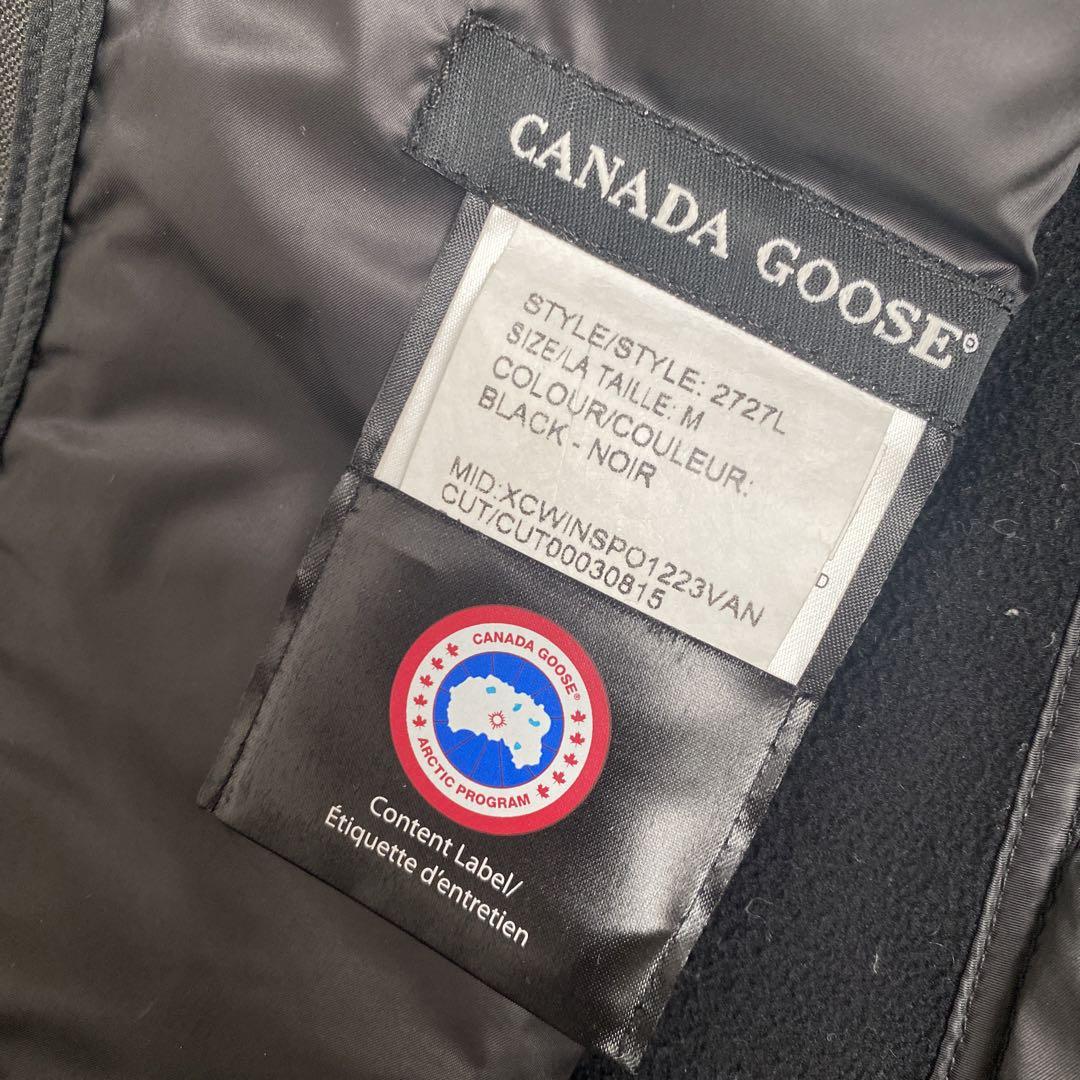 CANADA GOOSE®
STYLE/STYLE: 2727L
SIZE/LA TAILLE: M
COLOUR/COULEUR:
BLACK - NOIR
MID:XCWINSPO1223VAN
CUT/CUT00030815
D
CANADA GOOSE®
ARCTIC PROGRAM
Content Label/
Étiquette d'entretien